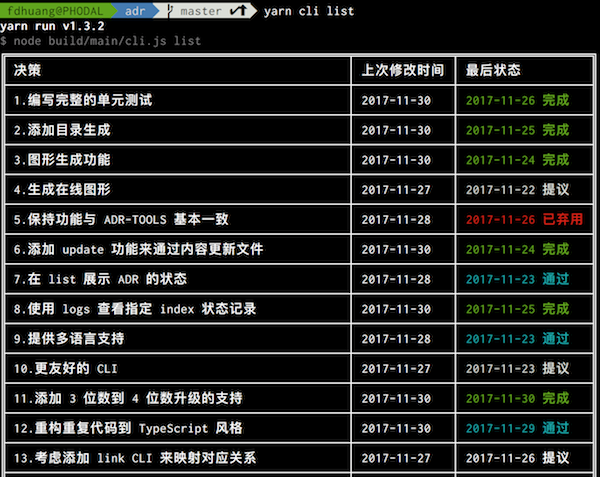 fdhuang@PHODAL adr master yarn cli list
yarn run v1.3.2
$ node build/main/cli.js list
决策 上次修改时间 最后状态
1.编写完整的单元测试 2017-11-30 2017-11-26 完成
2.添加目录生成 2017-11-30 2017-11-25 完成
3.图形生成功能 2017-11-30 2017-11-24 完成
4.生成在线图形 2017-11-27 2017-11-22 提议
5.保持功能与 ADR-TOOLS 基本一致 2017-11-28 2017-11-26 已弃用
6.添加 update 功能来通过内容更新文件 2017-11-30 2017-11-24 完成
7.在 list 展示 ADR 的状态 2017-11-28 2017-11-23 通过
8.使用 logs 查看指定 index 状态记录 2017-11-30 2017-11-25 完成
9.提供多语言支持 2017-11-28 2017-11-23 通过
10.更友好的 CLI 2017-11-27 2017-11-23 提议
11.添加 3 位数到 4 位数升级的支持 2017-11-30 2017-11-30 完成
12.重构重复代码到 TypeScript 风格 2017-11-30 2017-11-29 通过
13.考虑添加 link CLI 来映射对应关系 2017-11-27 2017-11-26 提议